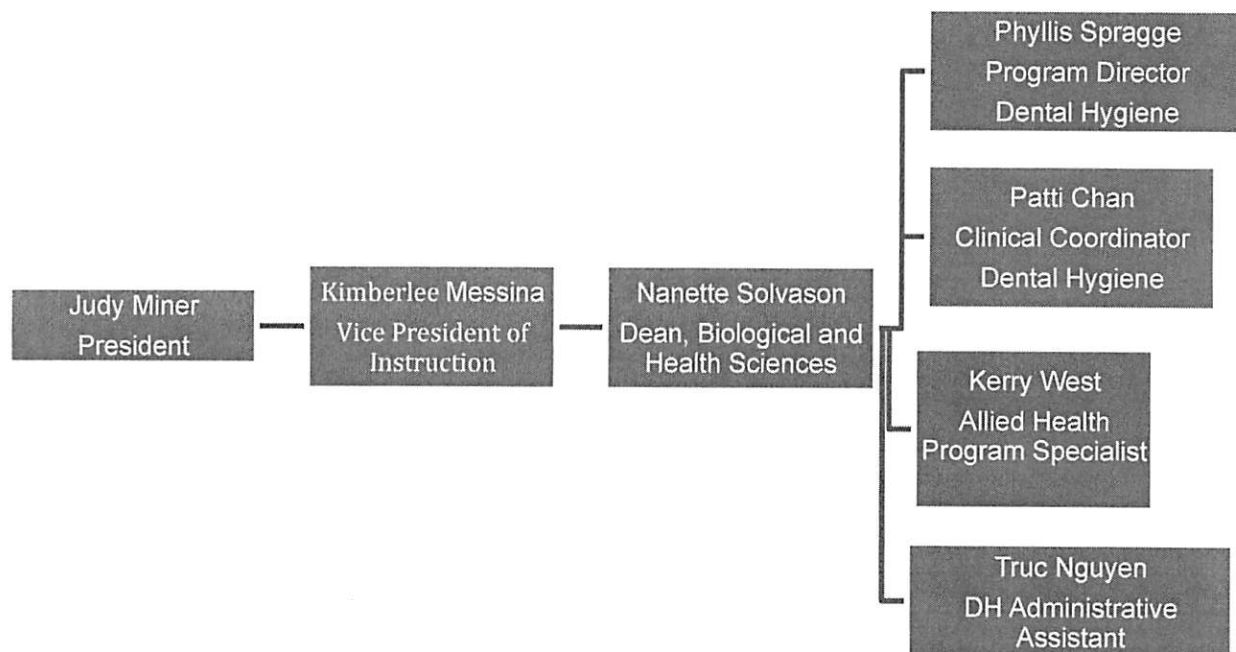 Judy Miner
President
Kimberlee Messina
Vice President of
Instruction
Nanette Solvason
Dean, Biological and
Health Sciences
Phyllis Spragge
Program Director
Dental Hygiene
Patti Chan
Clinical Coordinator
Dental Hygiene
Kerry West
Allied Health
Program Specialist
Truc Nguyen
DH Administrative
Assistant